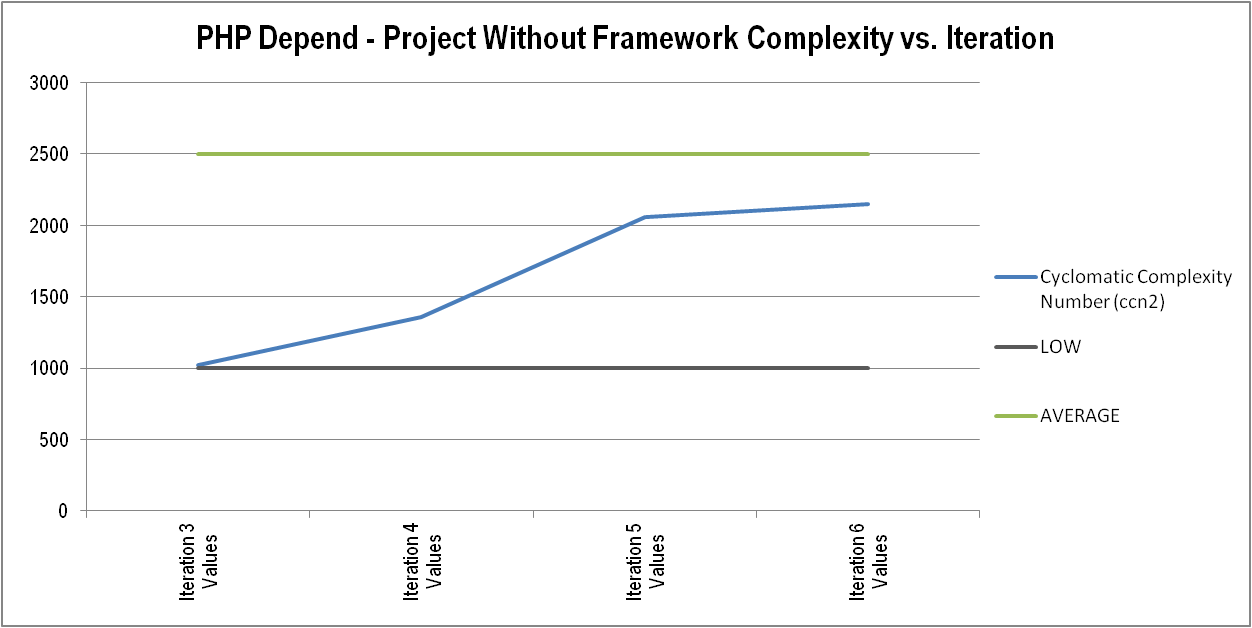 PHP Depend - Project Without Framework Complexity vs. Iteration
3000
2500
2000
1500
1000
500
0
Iteration 3
Values
Iteration 4
Values
Iteration 5
Values
Iteration 6
Values
Cyclomatic Complexity
Number (ccn2)
LOW
AVERAGE